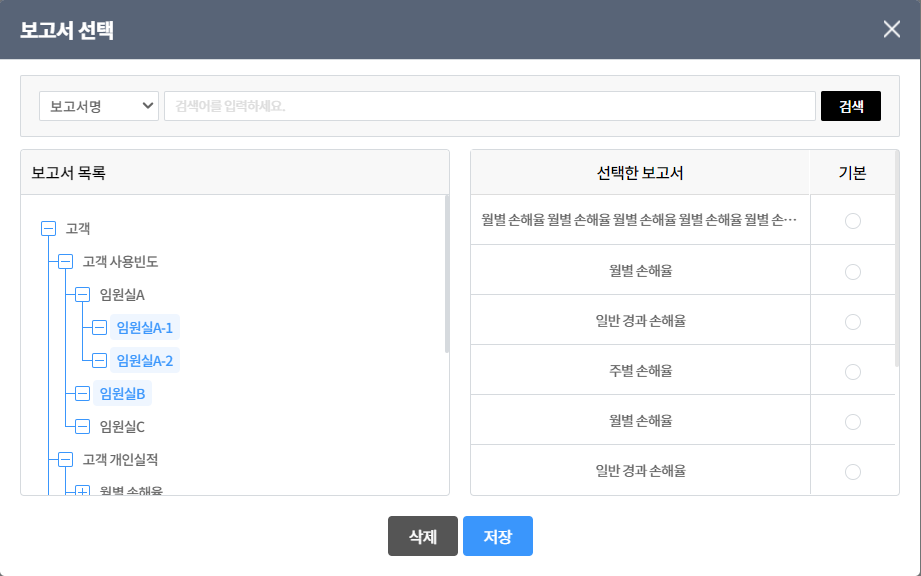 보고서 선택
보고서명
검색어를 입력하세요.
검색
보고서 목록
고객
고객 사용빈도
임원실A
임원실A-1
임원실A-2
임원실B
임원실C
고객 개인실적
월별 손해율
선택한 보고서
기본
월별 손해율 월별 손해율 월별 손해율 월별 손해율 월별 손…
월별 손해율
일반 경과 손해율
주별 손해율
월별 손해율
일반 경과 손해율
삭제
저장